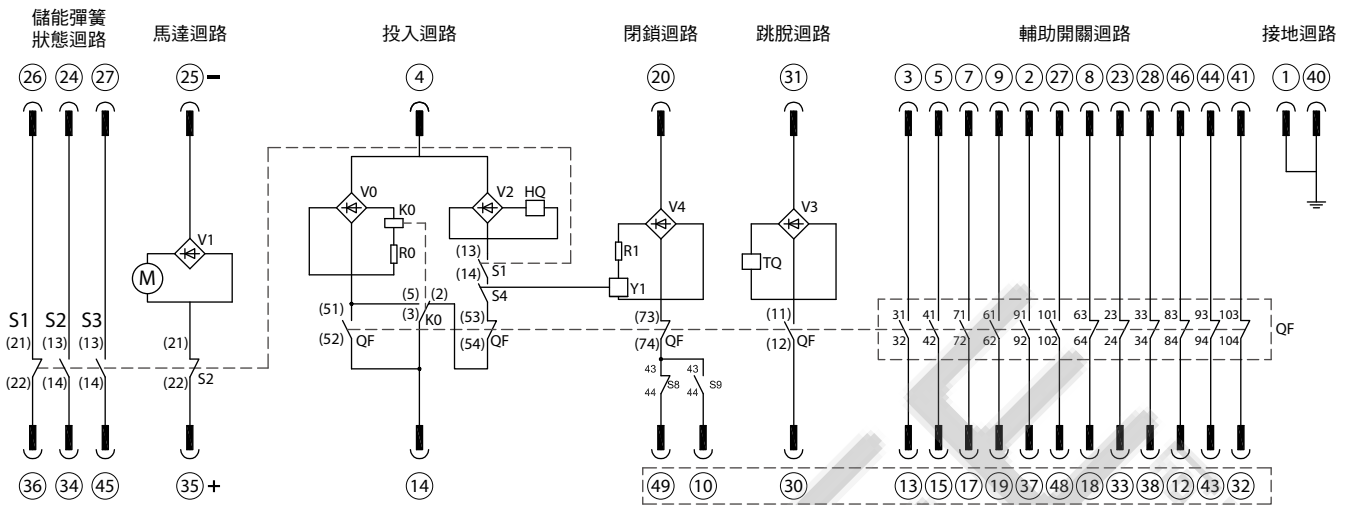 儲能彈簧
狀態迴路 馬達迴路 投入迴路 閉鎖迴路 跳脫迴路 輔助開關迴路 接地迴路
26 24 27 25 − 4 20 31 3 5 7 9 2 27 8 23 28 46 44 41 1 40
V0 K0 V2 HQ V4 V3
V1 R0 (13) R1
M (14) S1 Y1 TQ
S4
S1 S2 S3 (51) (5) (2) (53) (73) (11) 31 41 71 61 91 101 63 23 33 83 93 103
(21) (13) (13) (21) (52) QF (3) K0 (54) QF (74) QF (12) QF 32 42 72 62 92 102 64 24 34 84 94 104 QF
(22) (14) (14) (22) S2 43 S8 43 S9
44 44
36 34 45 35 + 14 49 10 30 13 15 17 19 37 48 18 33 38 12 43 32